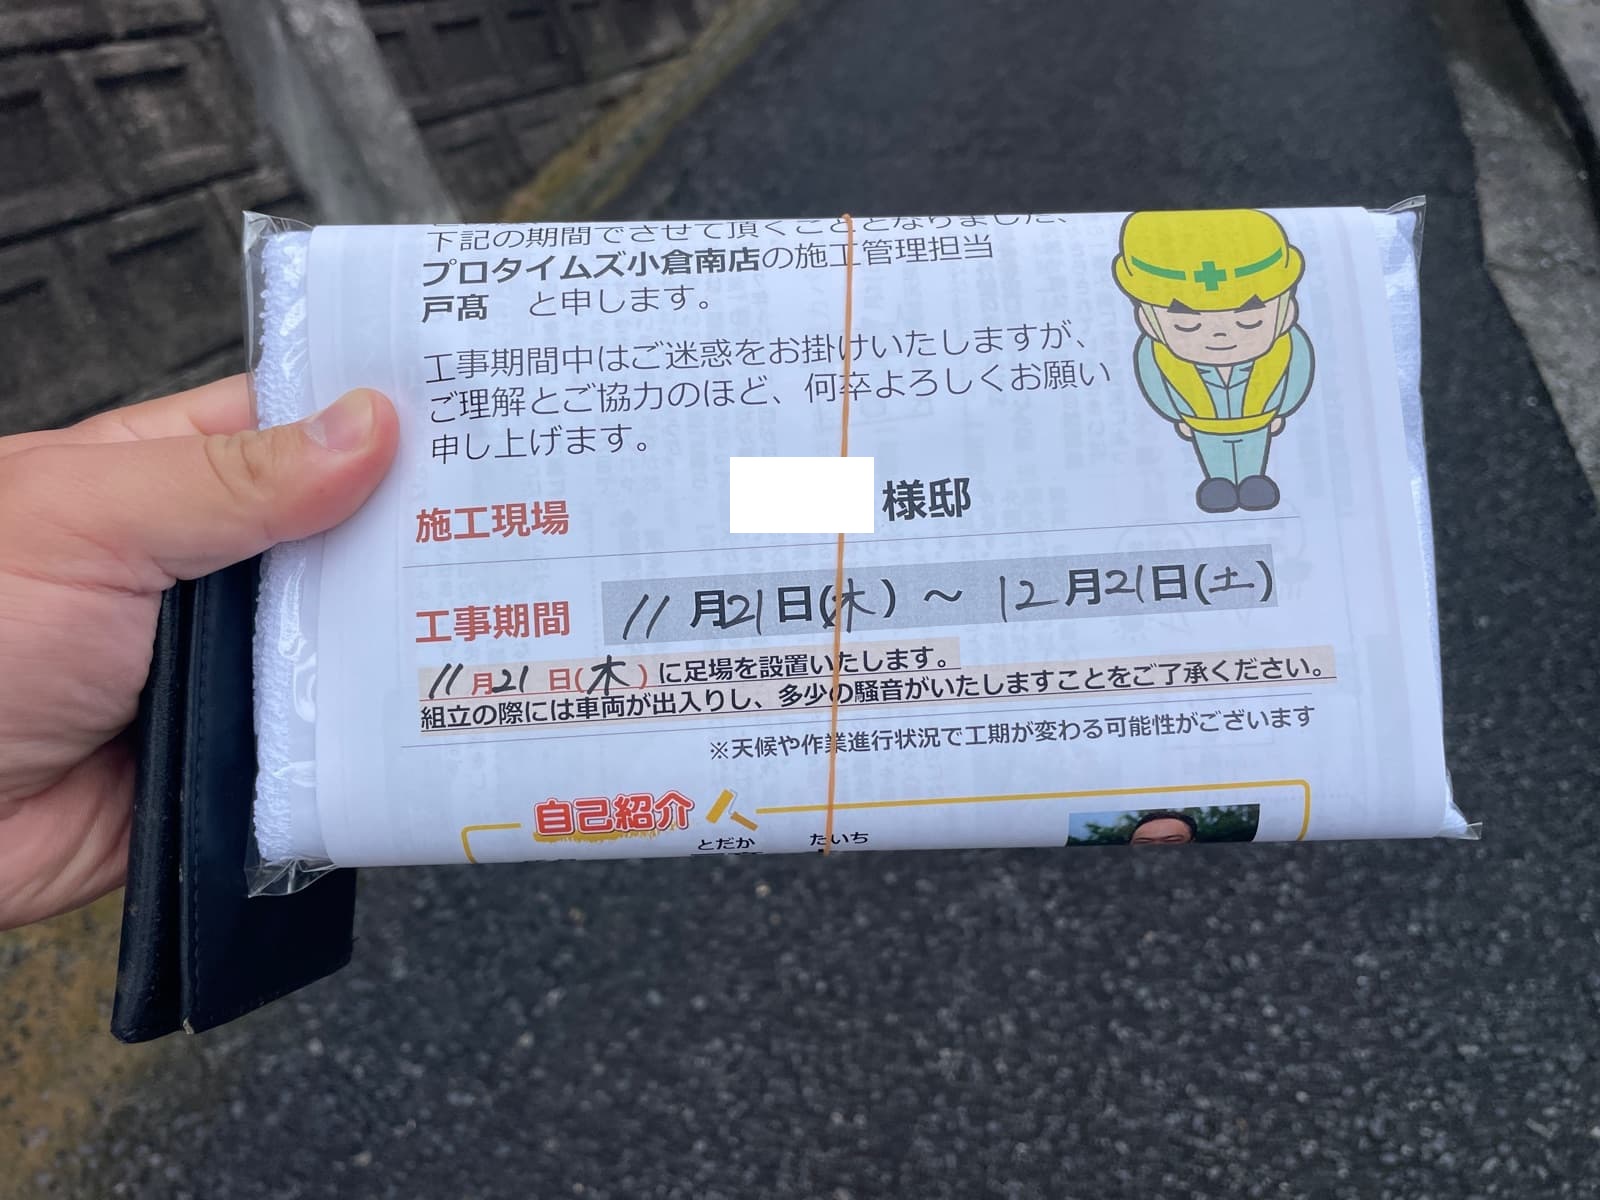 下記の期間でさせて頂くこととなりました、
プロタイムズ小倉南店の施工管理担当
戸髙 と申します。
工事期間中はご迷惑をお掛けいたしますが、
ご理解とご協力のほど、何卒よろしくお願い
申し上げます。
施工現場 様邸
工事期間 11月21日(木) ~ 12月21日(土)
11月21日(木)に足場を設置いたします。
組立の際には車両が出入りし、多少の騒音がいたしますことをご了承ください。
※天候や作業進行状況で工期が変わる可能性がございます
自己紹介
とだか たいち